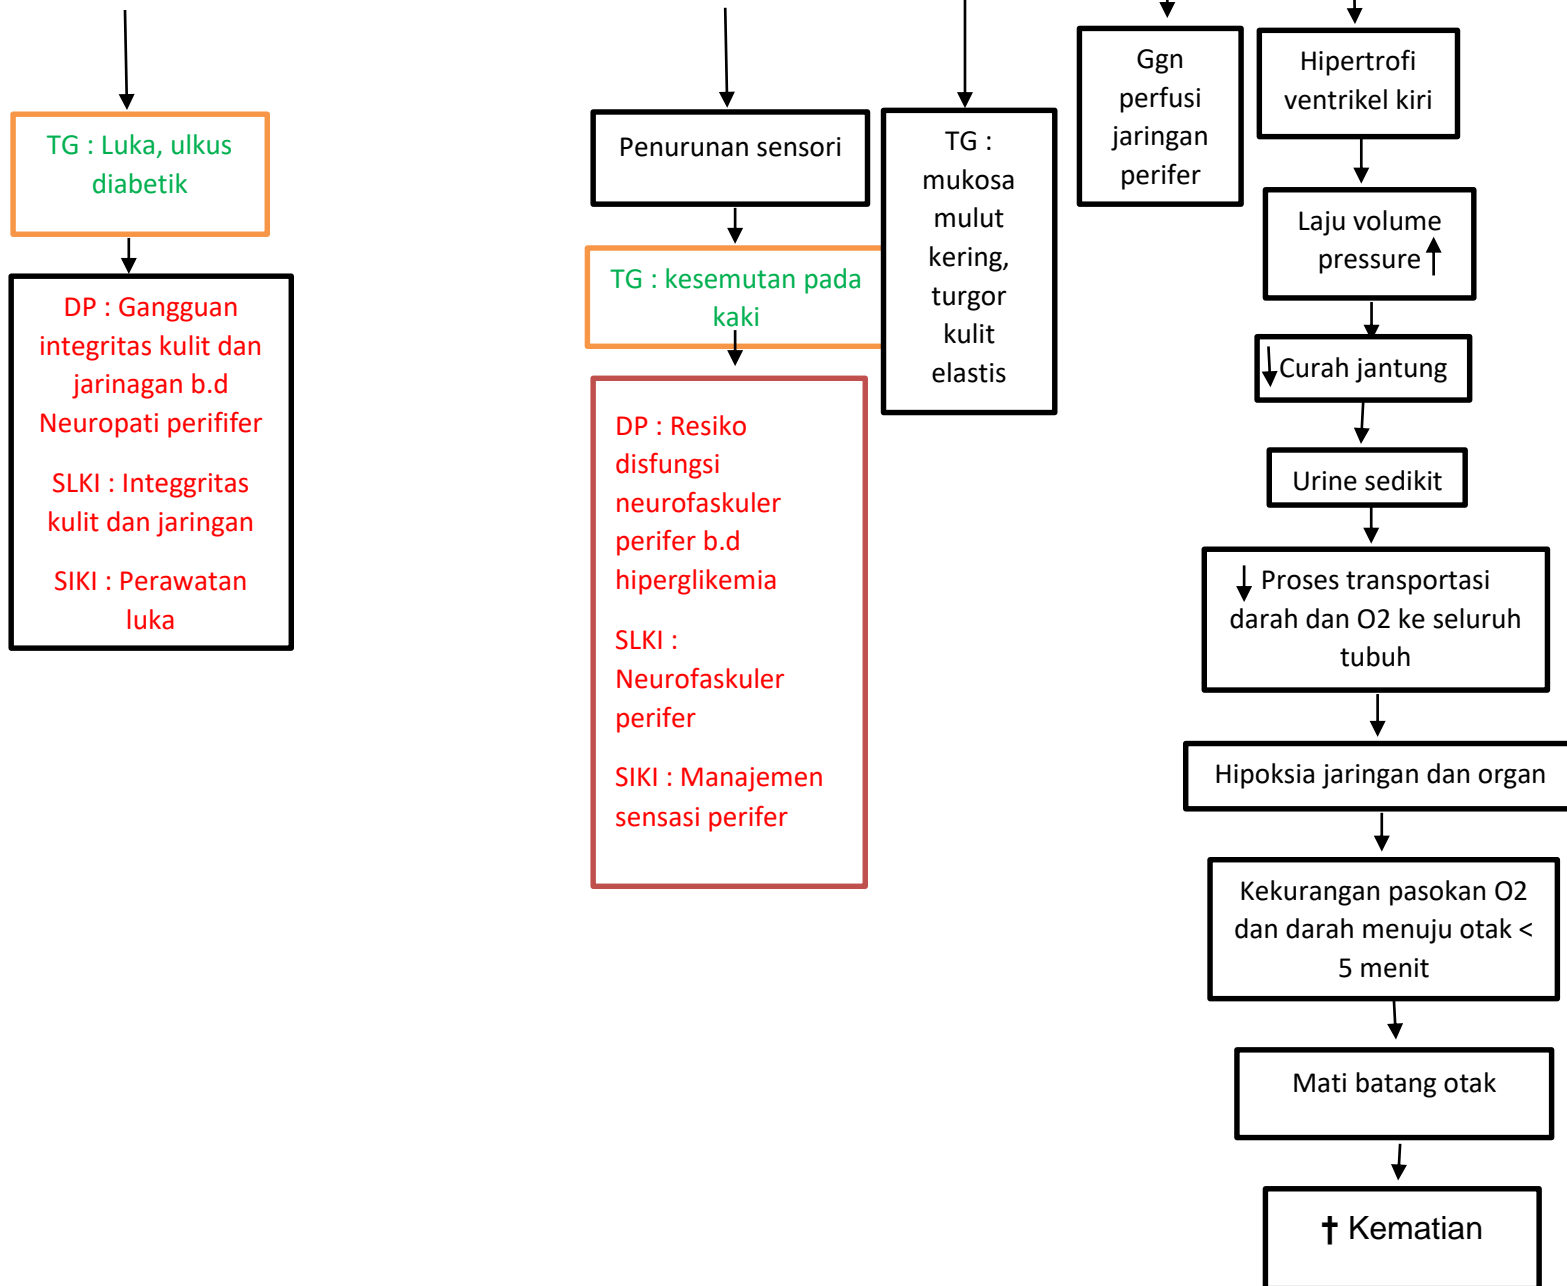 TG : Luka, ulkus
diabetik
DP : Gangguan
integritas kulit dan
jarinagan b.d
Neuropati perififer
SLKI : Integgritas
kulit dan jaringan
SIKI : Perawatan
luka
Penurunan sensori
TG : kesemutan pada
kaki
DP : Resiko
disfungsi
neurofaskuler
perifer b.d
hiperglikemia
SLKI :
Neurofaskuler
perifer
SIKI : Manajemen
sensasi perifer
TG :
mukosa
mulut
kering,
turgor
kulit
elastis
Ggn
perfusi
jaringan
perifer
Hipertrofi
ventrikel kiri
Laju volume
pressure ↑
↓ Curah jantung
Urine sedikit
↓ Proses transportasi
darah dan O2 ke seluruh
tubuh
Hipoksia jaringan dan organ
Kekurangan pasokan O2
dan darah menuju otak <
5 menit
Mati batang otak
† Kematian